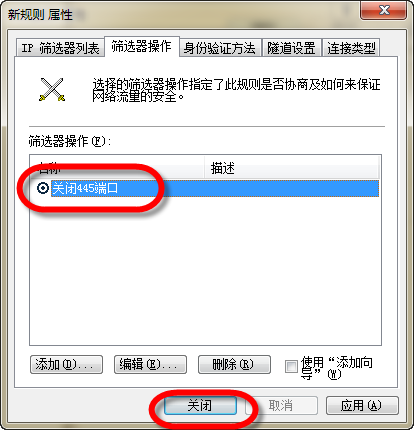 新规则 属性
IP 筛选器列表 筛选器操作 身份验证方法 隧道设置 连接类型
选择的筛选器操作指定了此规则是否协商及如何来保证
网络流量的安全。
筛选器操作(F):
名称 描述
关闭445端口
添加(D)... 编辑(E)... 删除(R) 使用“添加向
导”(W)
关闭 取消 应用(A)